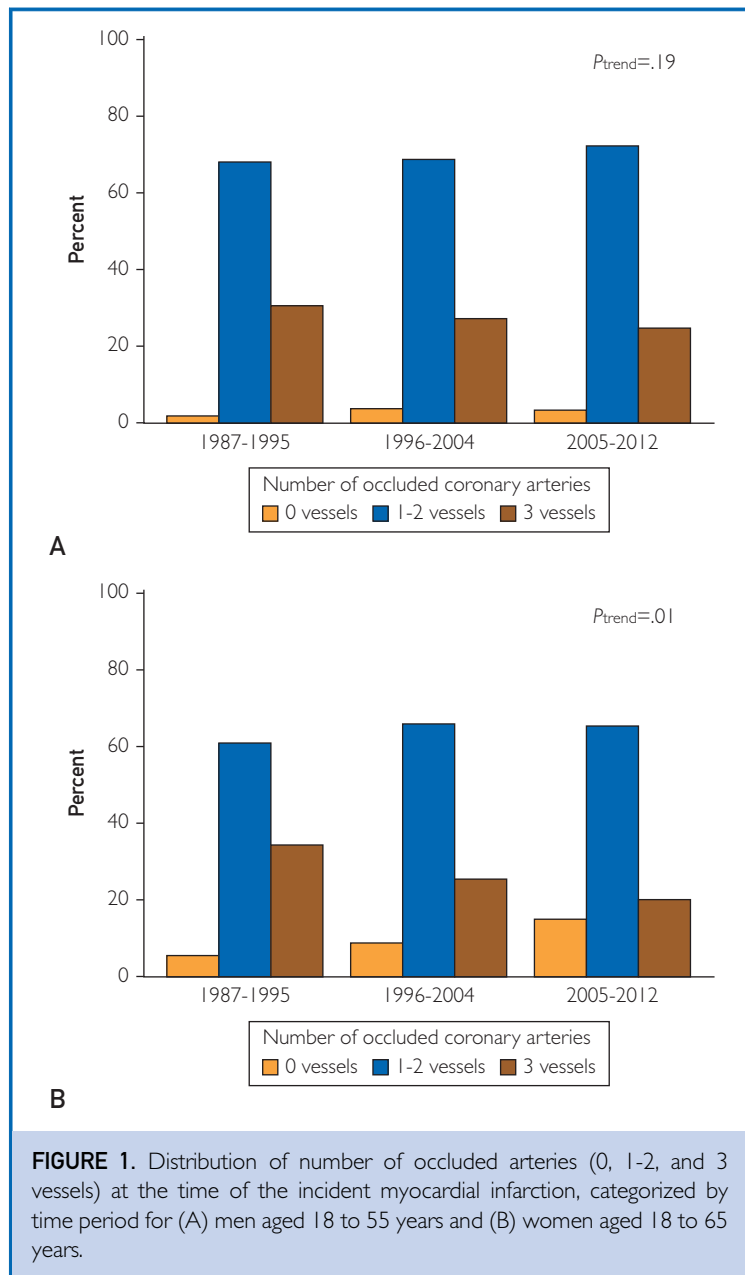 100
80
60
40
20
0
Percent
Ptrend=.19
1987-1995 1996-2004 2005-2012
Number of occluded coronary arteries
0 vessels 1-2 vessels 3 vessels
A
100
80
60
40
20
0
Percent
Ptrend=.01
1987-1995 1996-2004 2005-2012
Number of occluded coronary arteries
0 vessels 1-2 vessels 3 vessels
B
FIGURE 1. Distribution of number of occluded arteries (0, 1-2, and 3
vessels) at the time of the incident myocardial infarction, categorized by
time period for (A) men aged 18 to 55 years and (B) women aged 18 to 65
years.